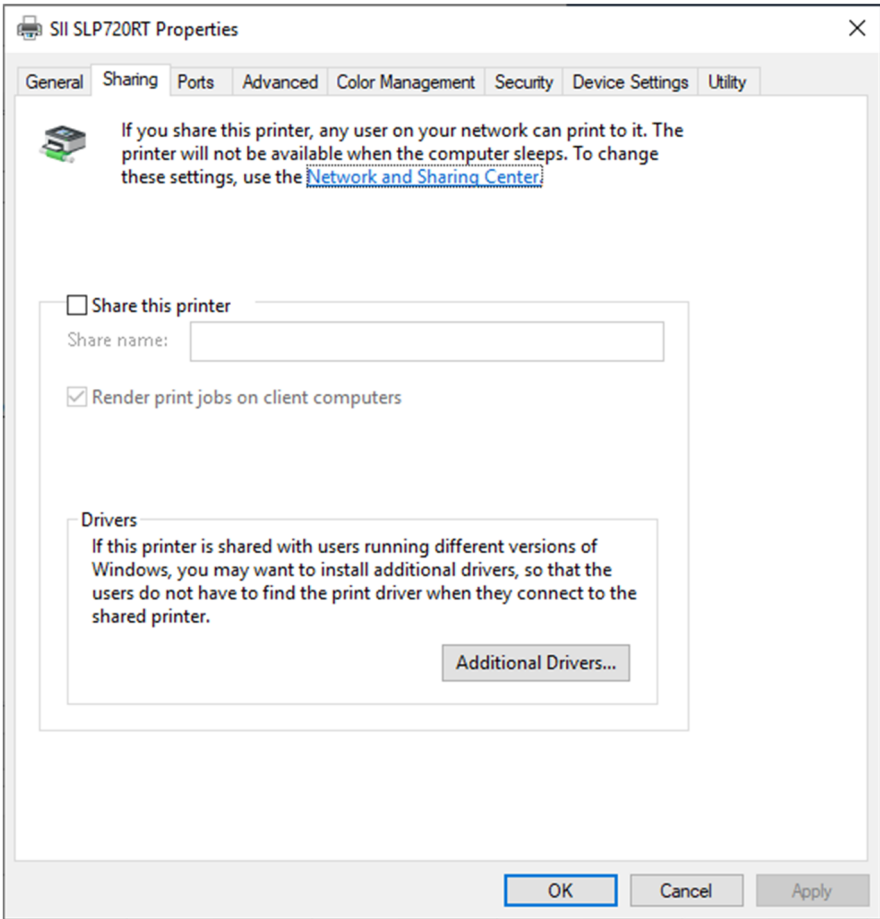 SII SLP720RT Properties
General Sharing Ports Advanced Color Management Security Device Settings Utility
If you share this printer, any user on your network can print to it. The
printer will not be available when the computer sleeps. To change
these settings, use the Network and Sharing Center.
Share this printer
Share name:
Render print jobs on client computers
Drivers
If this printer is shared with users running different versions of
Windows, you may want to install additional drivers, so that the
users do not have to find the print driver when they connect to the
shared printer.
Additional Drivers...
OK Cancel Apply